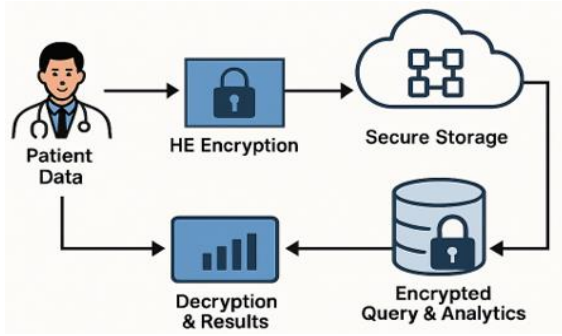 Patient
Data
HE Encryption
Secure Storage
Decryption
& Results
Encrypted
Query & Analytics